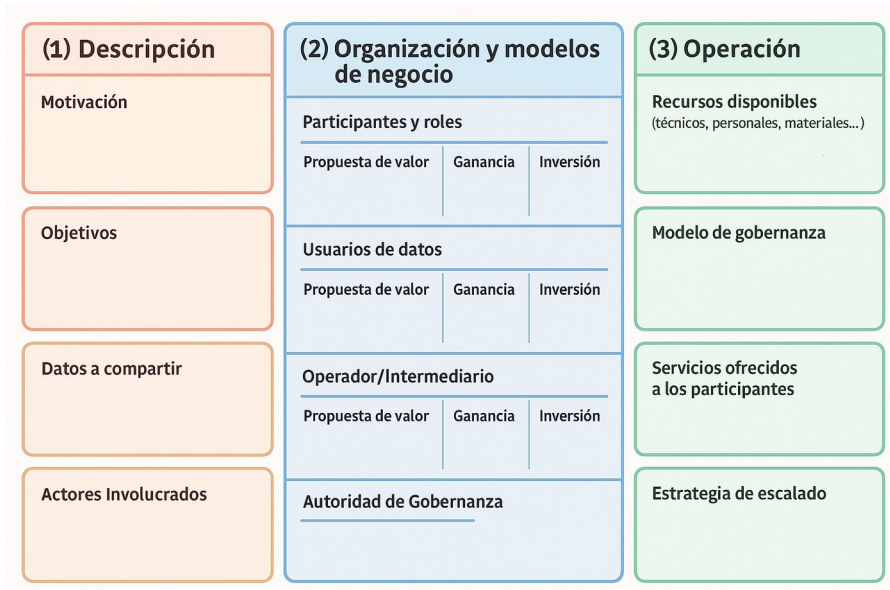 (1) Descripción
Motivación
Objetivos
Datos a compartir
Actores Involucrados
(2) Organización y modelos
de negocio
Participantes y roles
Propuesta de valor Ganancia Inversión
Usuarios de datos
Propuesta de valor Ganancia Inversión
Operador/Intermediario
Propuesta de valor Ganancia Inversión
Autoridad de Gobernanza
(3) Operación
Recursos disponibles
(técnicos, personales, materiales...)
Modelo de gobernanza
Servicios ofrecidos
a los participantes
Estrategia de escalado